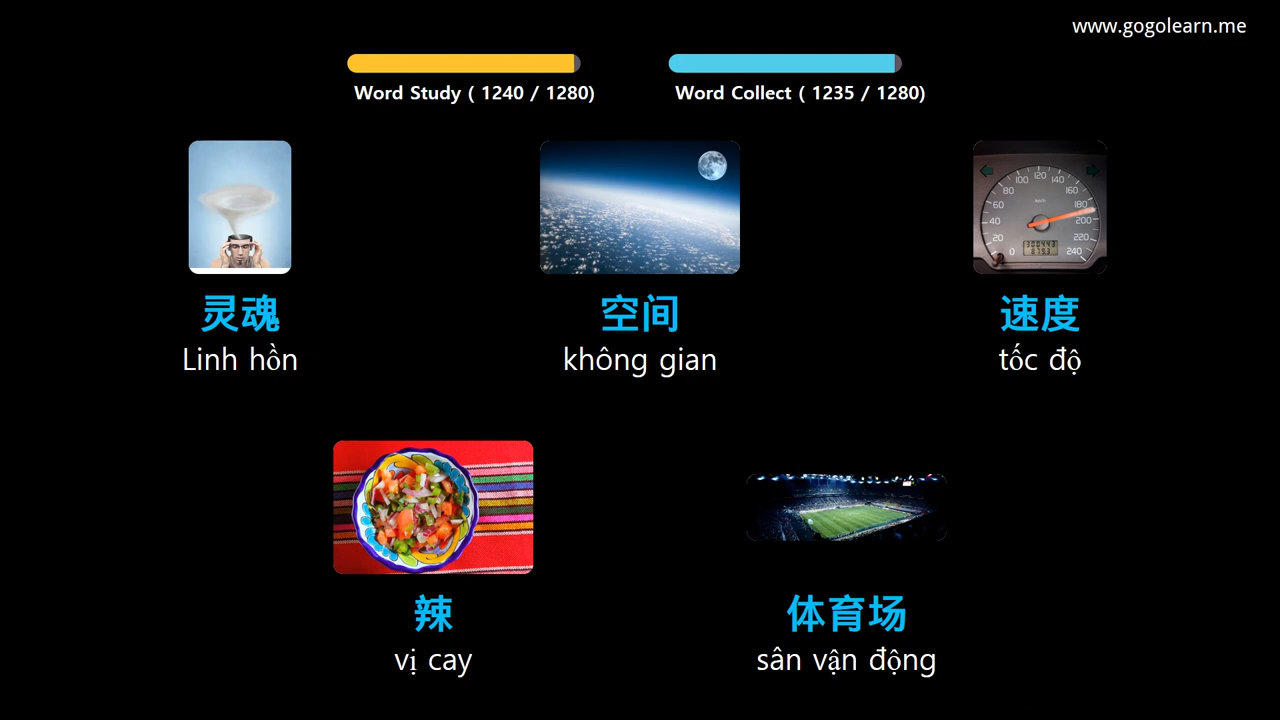 www.gogolearn.me
Word Study ( 1240 / 1280)
Word Collect ( 1235 / 1280)
灵魂
Linh hồn
空间
không gian
速度
tốc độ
辣
vị cay
体育场
sân vận động